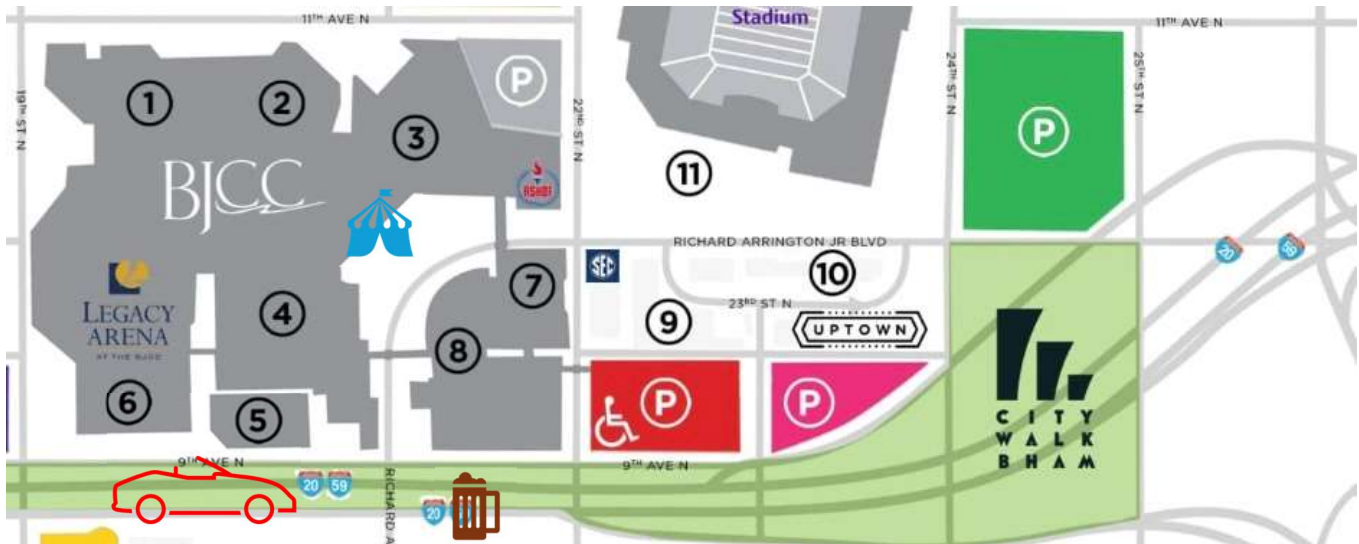 11TH AVE N
Stadium
11TH AVE N
19TH ST N
1
2
P
22ND ST N
24TH ST N
25TH ST N
3
P
BJCC
ASHOF
11
RICHARD ARRINGTON JR BLVD
20
59
SEC
10
7
LEGACY
ARENA
AT THE BJCC
4
23RD ST N
9
UPTOWN
8
6
5
P
P
CITY
WALK
BHAM
9TH AVE N
9TH AVE N
20
59
RICHARD A
20